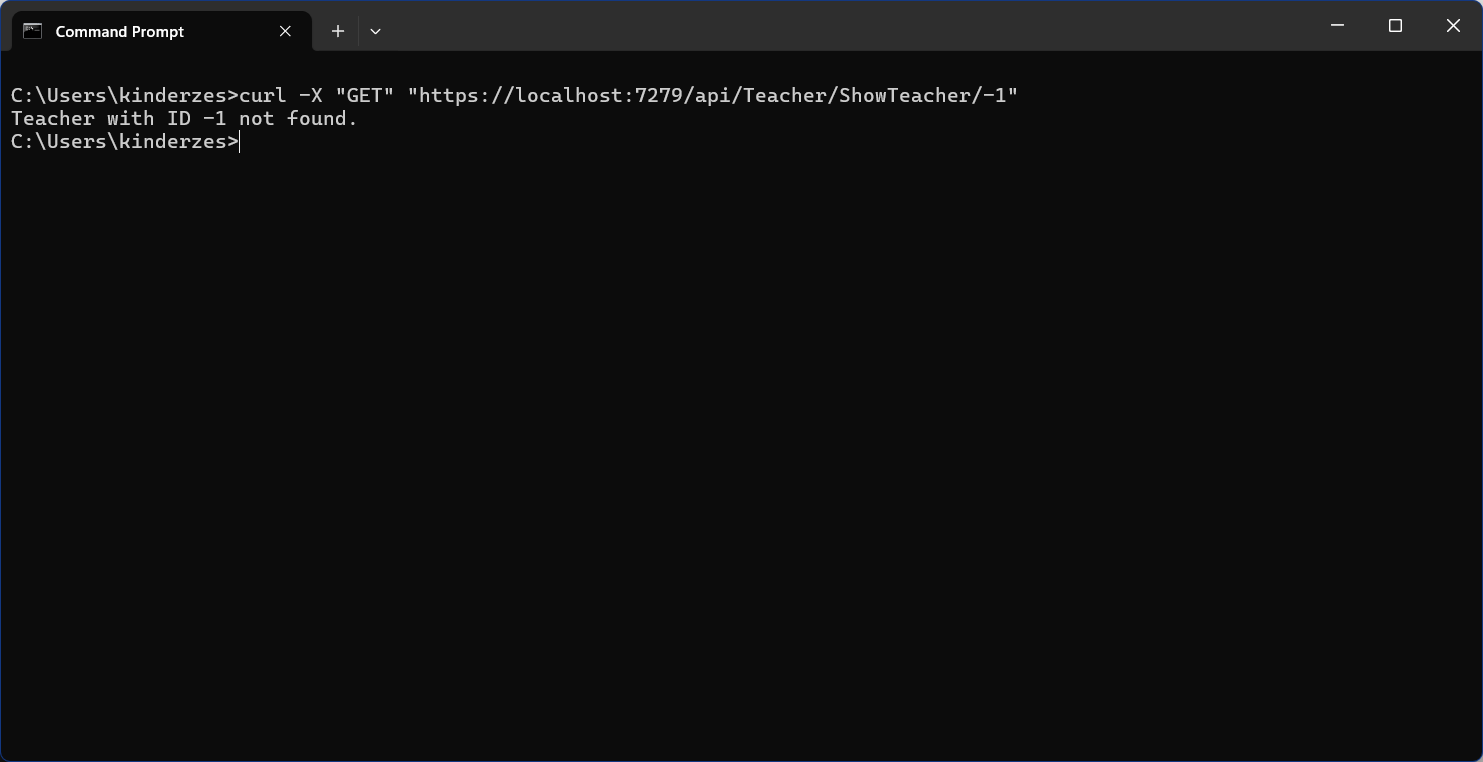 Command Prompt
C:\Users\kinderzes>curl -X "GET" "https://localhost:7279/api/Teacher/ShowTeacher/-1"
Teacher with ID -1 not found.
C:\Users\kinderzes>